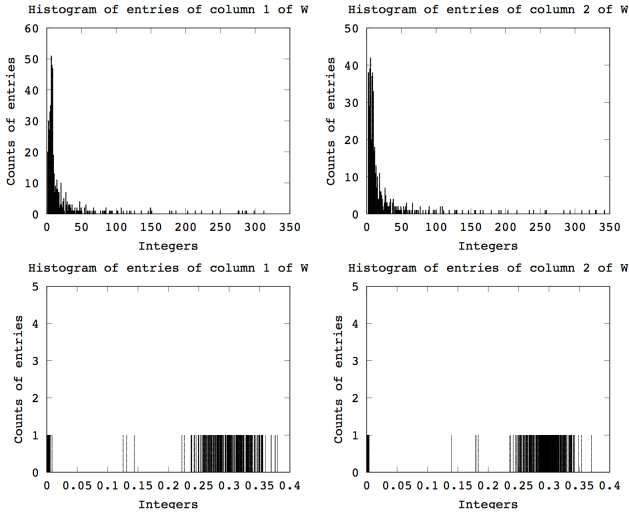 Histogram of entries of column 1 of W
Histogram of entries of column 2 of W
Counts of entries
60
50
40
30
20
10
0
0 50 100 150 200 250 300 350
Integers
Counts of entries
50
40
30
20
10
0
0 50 100 150 200 250 300 350
Integers
Histogram of entries of column 1 of W
Histogram of entries of column 2 of W
Counts of entries
5
4
3
2
1
0
0 0.05 0.1 0.15 0.2 0.25 0.3 0.35 0.4
Integers
Counts of entries
5
4
3
2
1
0
0 0.05 0.1 0.15 0.2 0.25 0.3 0.35 0.4
Integers